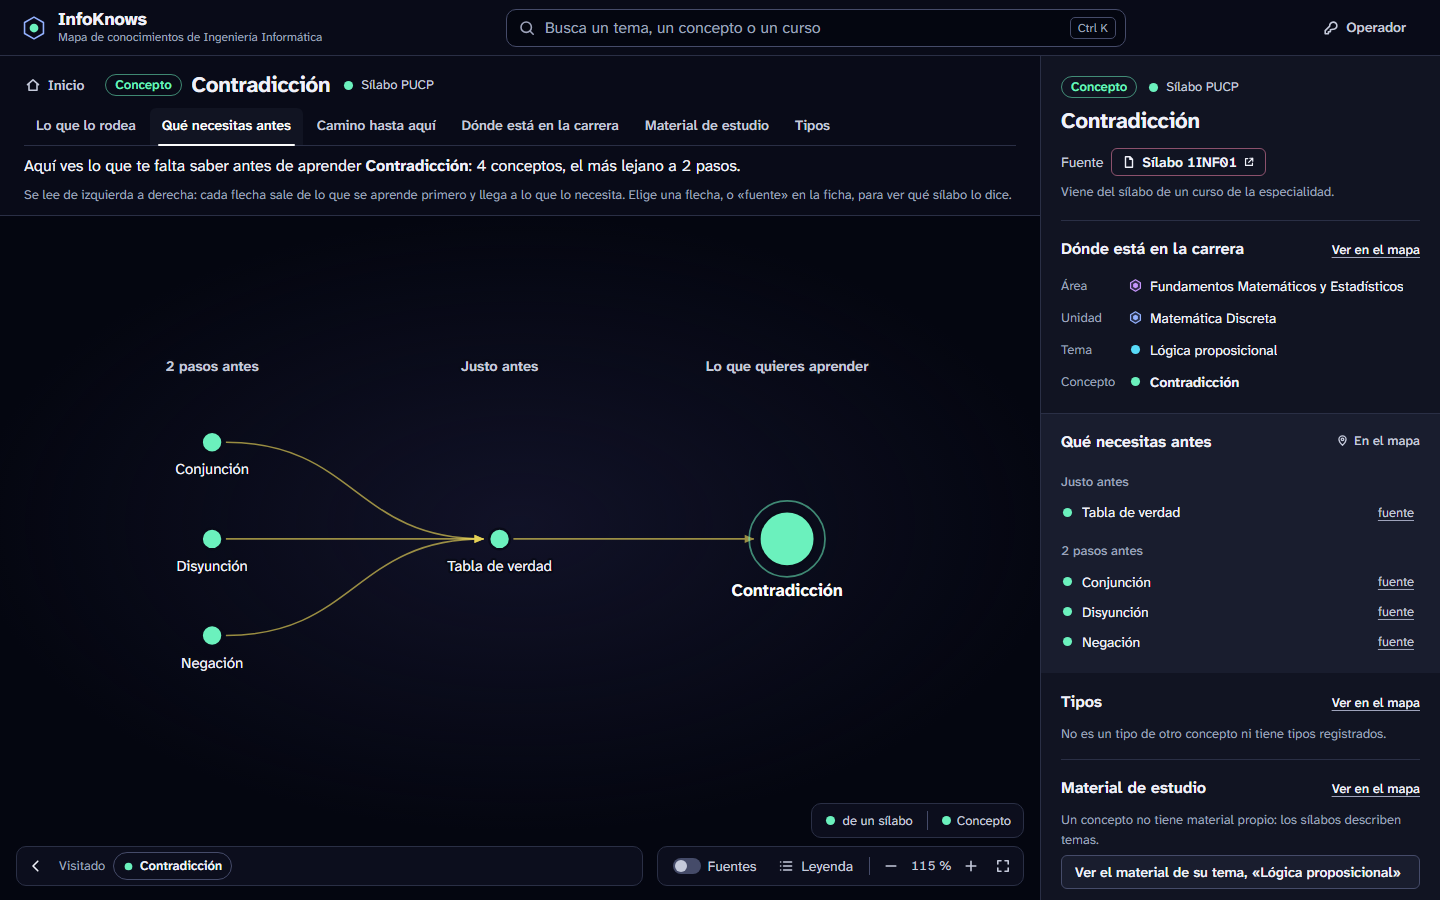 InfoKnows
Mapa de conocimientos de Ingeniería Informática
Busca un tema, un concepto o un curso
Ctrl K
Operador
Inicio
Concepto
Contradicción
Sílabo PUCP
Lo que lo rodea
Qué necesitas antes
Camino hasta aquí
Dónde está en la carrera
Material de estudio
Tipos
Aquí ves lo que te falta saber antes de aprender Contradicción: 4 conceptos, el más lejano a 2 pasos.
Se lee de izquierda a derecha: cada flecha sale de lo que se aprende primero y llega a lo que lo necesita. Elige una flecha, o «fuente» en la ficha, para ver qué sílabo lo dice.
2 pasos antes
Justo antes
Lo que quieres aprender
Conjunción
Disyunción
Negación
Tabla de verdad
Contradicción
de un sílabo
Concepto
Visitado
Contradicción
Fuentes
Leyenda
115 %
Concepto
Sílabo PUCP
Contradicción
Fuente
Sílabo 1INF01
Viene del sílabo de un curso de la especialidad.
Dónde está en la carrera
Ver en el mapa
Área
Fundamentos Matemáticos y Estadísticos
Unidad
Matemática Discreta
Tema
Lógica proposicional
Concepto
Contradicción
Qué necesitas antes
En el mapa
Justo antes
Tabla de verdad
fuente
2 pasos antes
Conjunción
fuente
Disyunción
fuente
Negación
fuente
Tipos
Ver en el mapa
No es un tipo de otro concepto ni tiene tipos registrados.
Material de estudio
Ver en el mapa
Un concepto no tiene material propio: los sílabos describen
temas.
Ver el material de su tema, «Lógica proposicional»